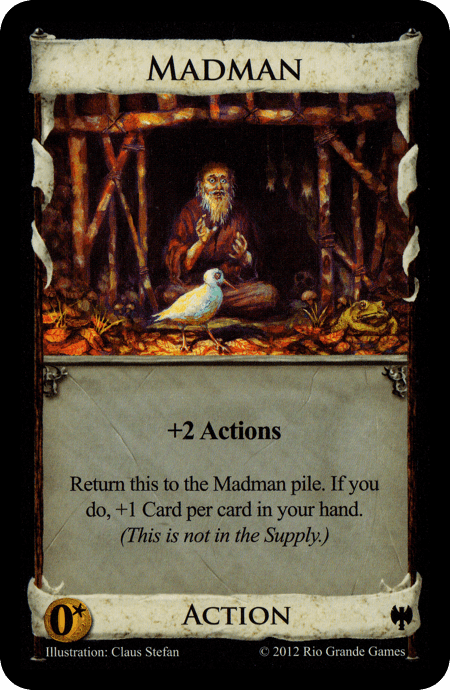 MADMAN
+2 Actions
Return this to the Madman pile. If you
do, +1 Card per card in your hand.
(This is not in the Supply.)
0*
ACTION
Illustration: Claus Stefan
© 2012 Rio Grande Games